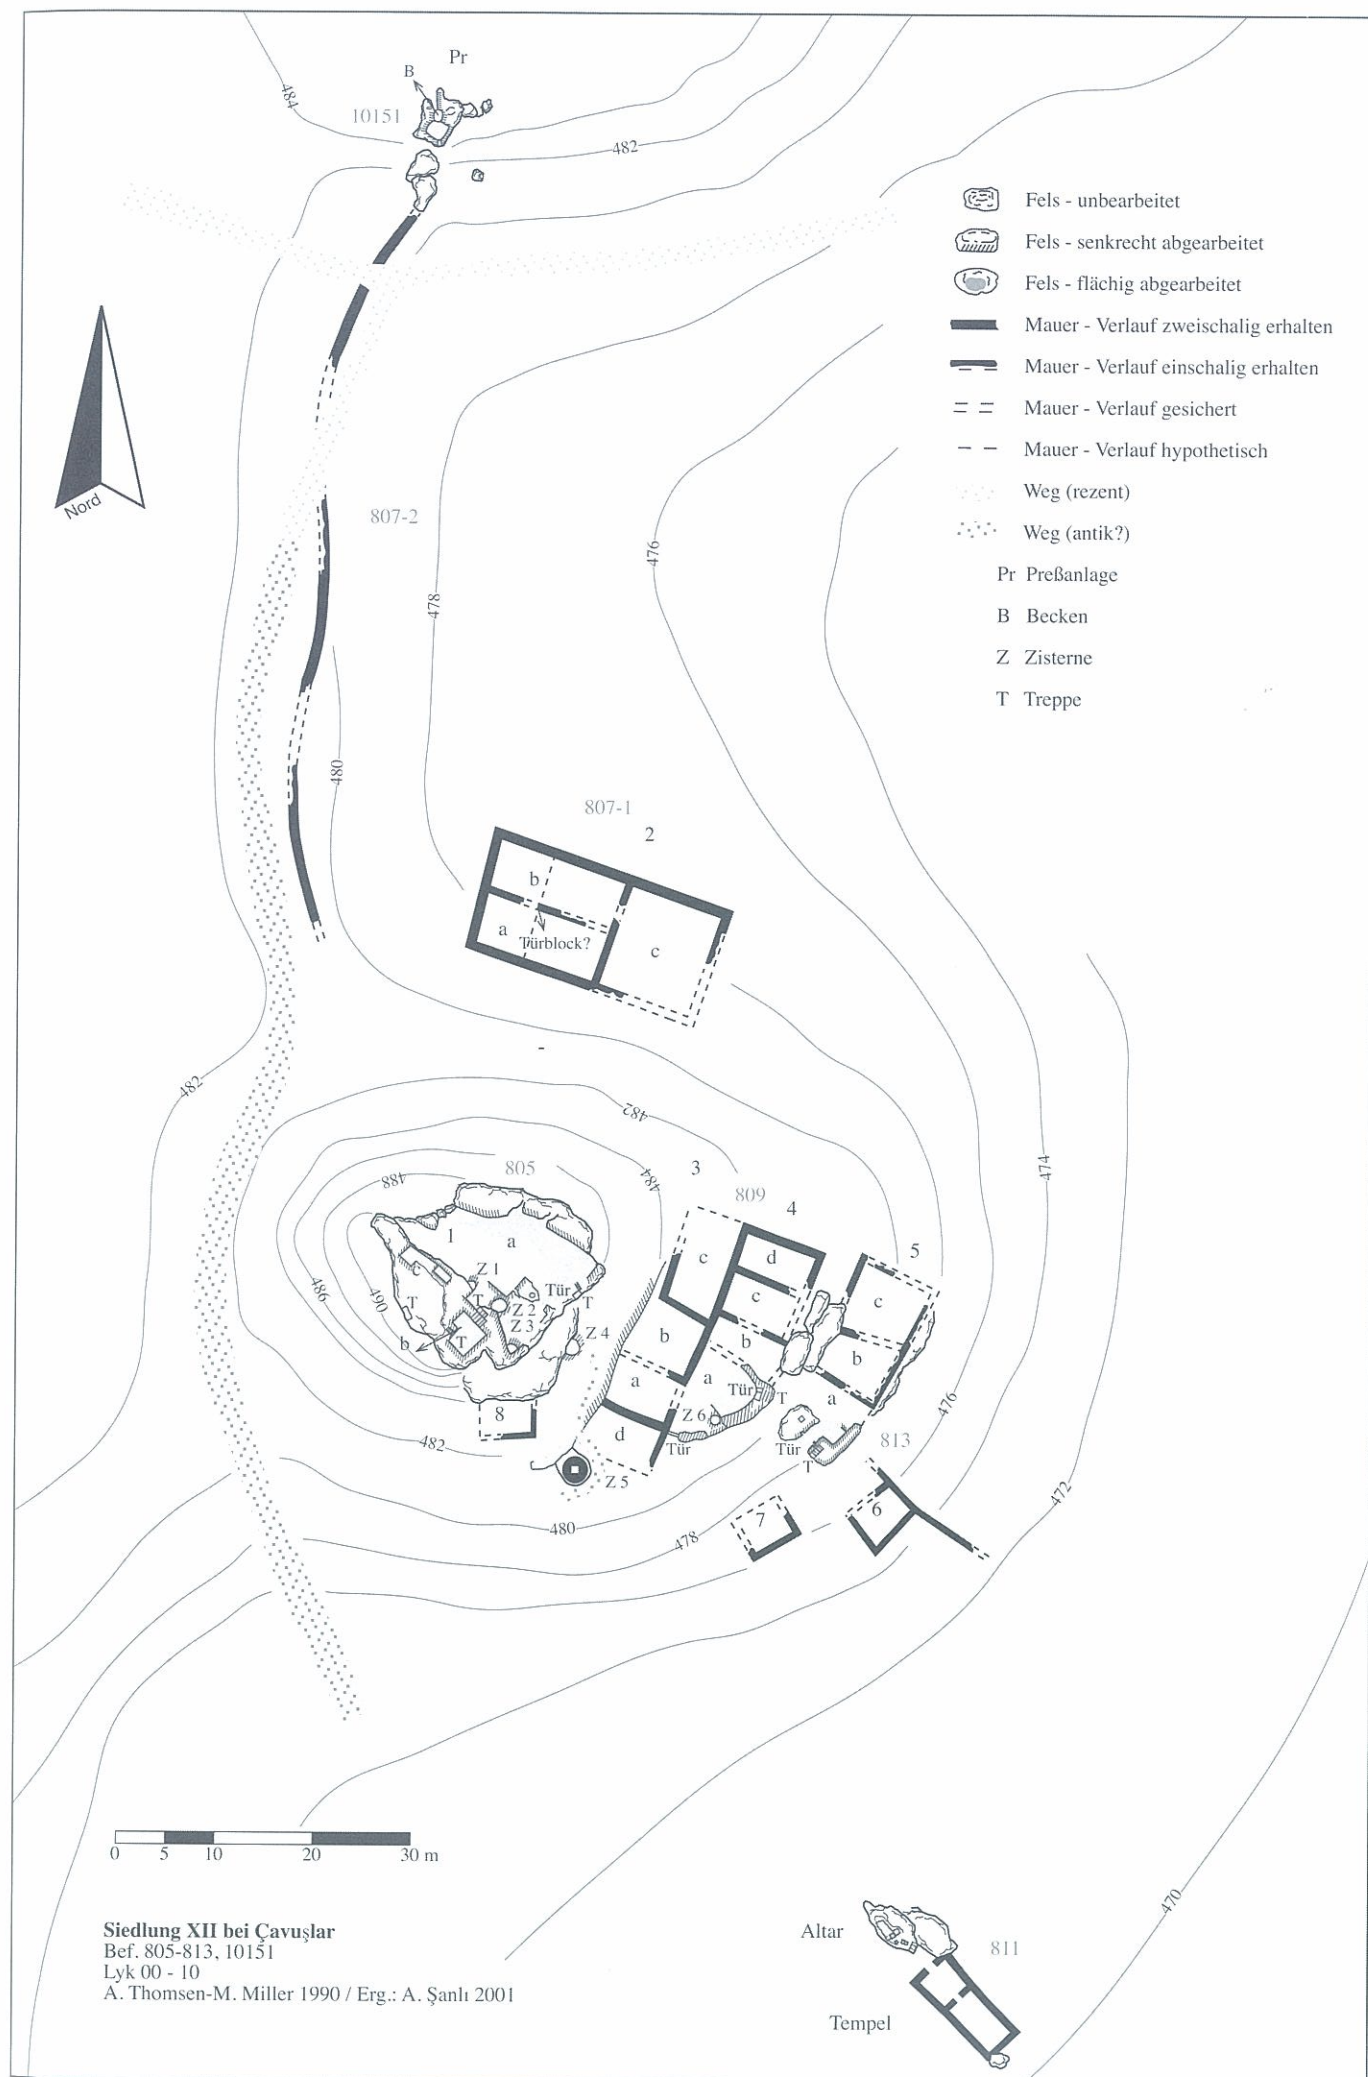 Pr
B
10151
484
482
Fels - unbearbeitet
Fels - senkrecht abgearbeitet
Fels - flächig abgearbeitet
Mauer - Verlauf zweischalig erhalten
Mauer - Verlauf einschalig erhalten
Mauer - Verlauf gesichert
Mauer - Verlauf hypothetisch
Weg (rezent)
Weg (antik?)
Pr Preßanlage
B Becken
Z Zisterne
T Treppe
Nord
807-2
476
478
480
807-1
2
b
a
Türblock?
c
482
482
484
488
486
490
805
1
a
c
Z 1
T
T
Z 2
Z 3
Tür
T
Z 4
b
T
3
809
4
5
c
d
c
b
b
a
a
Tür
T
Z 6
Tür
d
c
b
a
Tür
T
813
476
474
472
8
482
Z 5
480
478
7
6
0 5 10 20 30 m
Siedlung XII bei Çavuşlar
Bef. 805-813, 10151
Lyk 00 - 10
A. Thomsen-M. Miller 1990 / Erg.: A. Şanlı 2001
470
Altar
811
Tempel